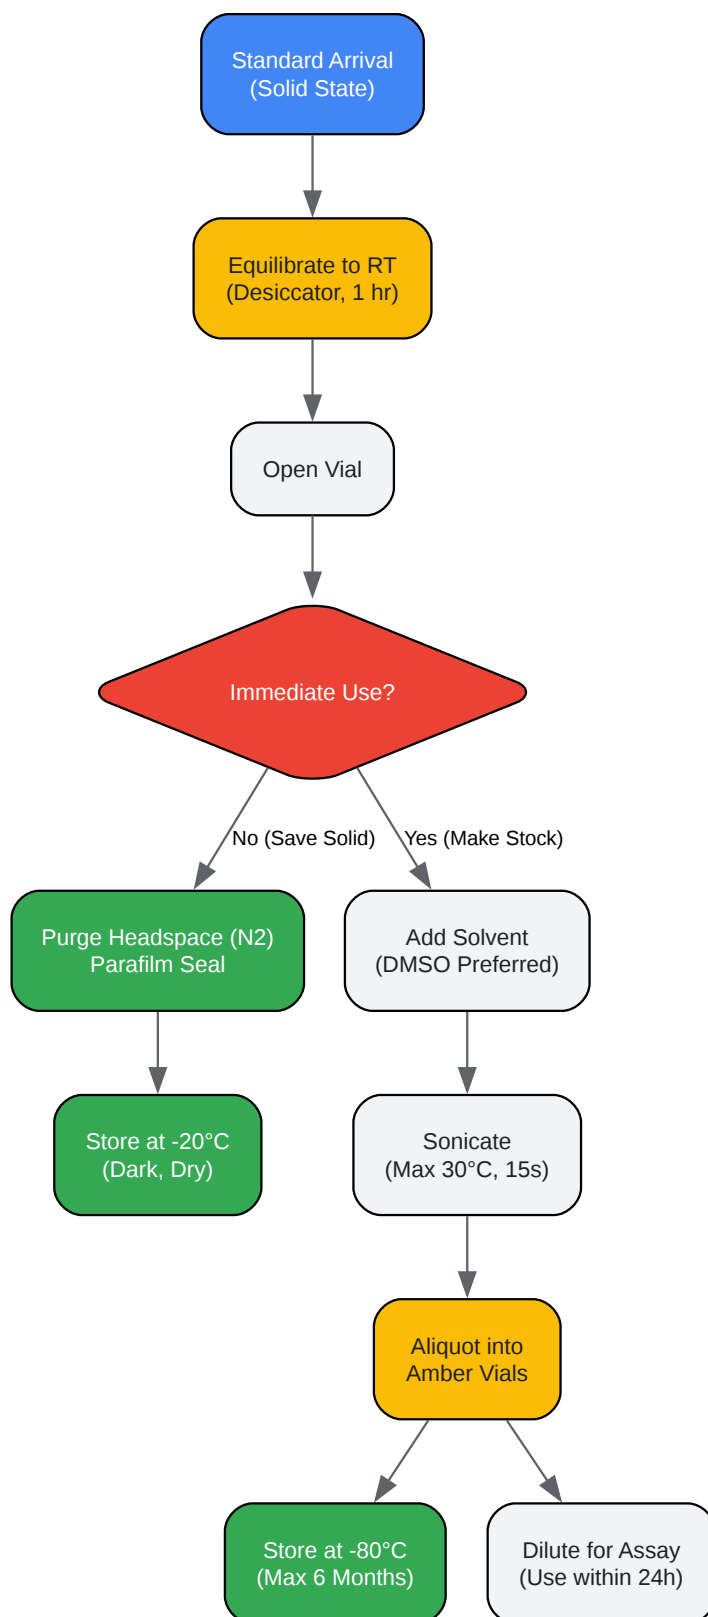 Standard Arrival
(Solid State)
Equilibrate to RT
(Desiccator, 1 hr)
Open Vial
Immediate Use?
No (Save Solid)
Yes (Make Stock)
Purge Headspace (N2)
Parafilm Seal
Add Solvent
(DMSO Preferred)
Store at -20°C
(Dark, Dry)
Sonicate
(Max 30°C, 15s)
Aliquot into
Amber Vials
Store at -80°C
(Max 6 Months)
Dilute for Assay
(Use within 24h)